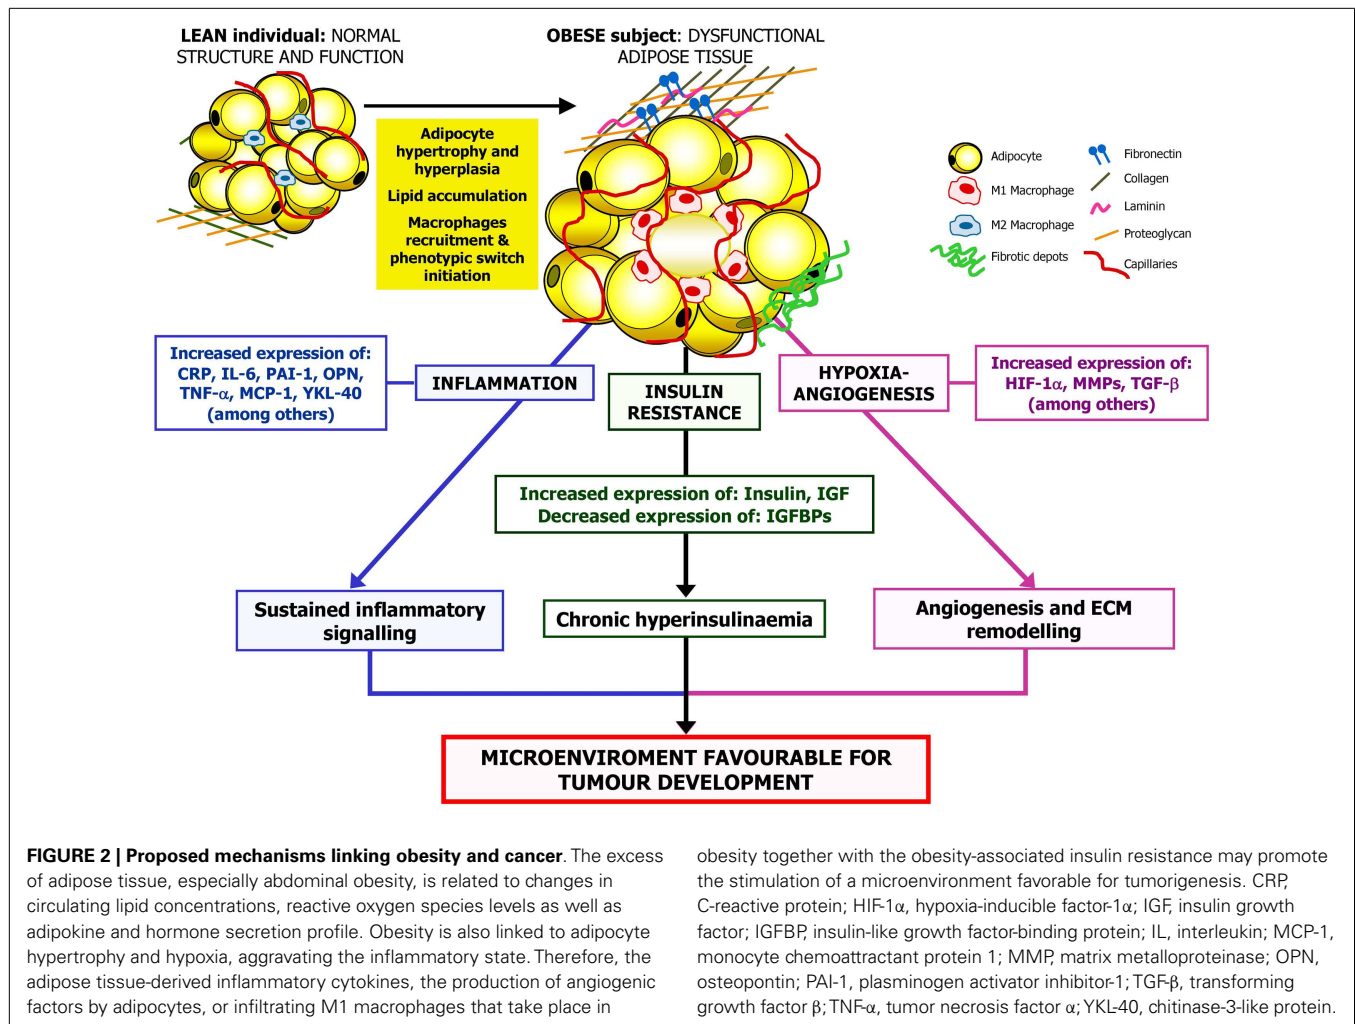 LEAN individual: NORMAL
STRUCTURE AND FUNCTION
OBESE subject: DYSFUNCTIONAL
ADIPOSE TISSUE
Adipocyte
hypertrophy and
hyperplasia
Lipid accumulation
Macrophages
recruitment &
phenotypic switch
initiation
Adipocyte
M1 Macrophage
M2 Macrophage
Fibrotic depots
Fibronectin
Collagen
Laminin
Proteoglycan
Capillaries
Increased expression of:
CRP, IL-6, PAI-1, OPN,
TNF-α, MCP-1, YKL-40
(among others)
INFLAMMATION
INSULIN
RESISTANCE
HYPOXIA-
ANGIOGENESIS
Increased expression of:
HIF-1α, MMPs, TGF-β
(among others)
Increased expression of: Insulin, IGF
Decreased expression of: IGFBPs
Sustained inflammatory
signalling
Chronic hyperinsulinaemia
Angiogenesis and ECM
remodelling
MICROENVIROMENT FAVOURABLE FOR
TUMOUR DEVELOPMENT
FIGURE 2 | Proposed mechanisms linking obesity and cancer. The excess
of adipose tissue, especially abdominal obesity, is related to changes in
circulating lipid concentrations, reactive oxygen species levels as well as
adipokine and hormone secretion profile. Obesity is also linked to adipocyte
hypertrophy and hypoxia, aggravating the inflammatory state. Therefore, the
adipose tissue-derived inflammatory cytokines, the production of angiogenic
factors by adipocytes, or infiltrating M1 macrophages that take place in
obesity together with the obesity-associated insulin resistance may promote
the stimulation of a microenvironment favorable for tumorigenesis. CRP,
C-reactive protein; HIF-1α, hypoxia-inducible factor-1α; IGF, insulin growth
factor; IGFBP, insulin-like growth factor-binding protein; IL, interleukin; MCP-1,
monocyte chemoattractant protein 1; MMP, matrix metalloproteinase; OPN,
osteopontin; PAI-1, plasminogen activator inhibitor-1; TGF-β, transforming
growth factor β; TNF-α, tumor necrosis factor α; YKL-40, chitinase-3-like protein.